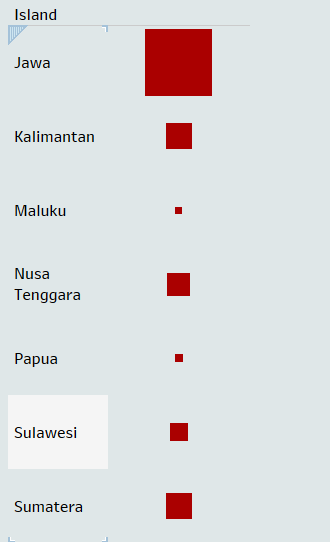 Island
Jawa
Kalimantan
Maluku
Nusa
Tenggara
Papua
Sulawesi
Sumatera